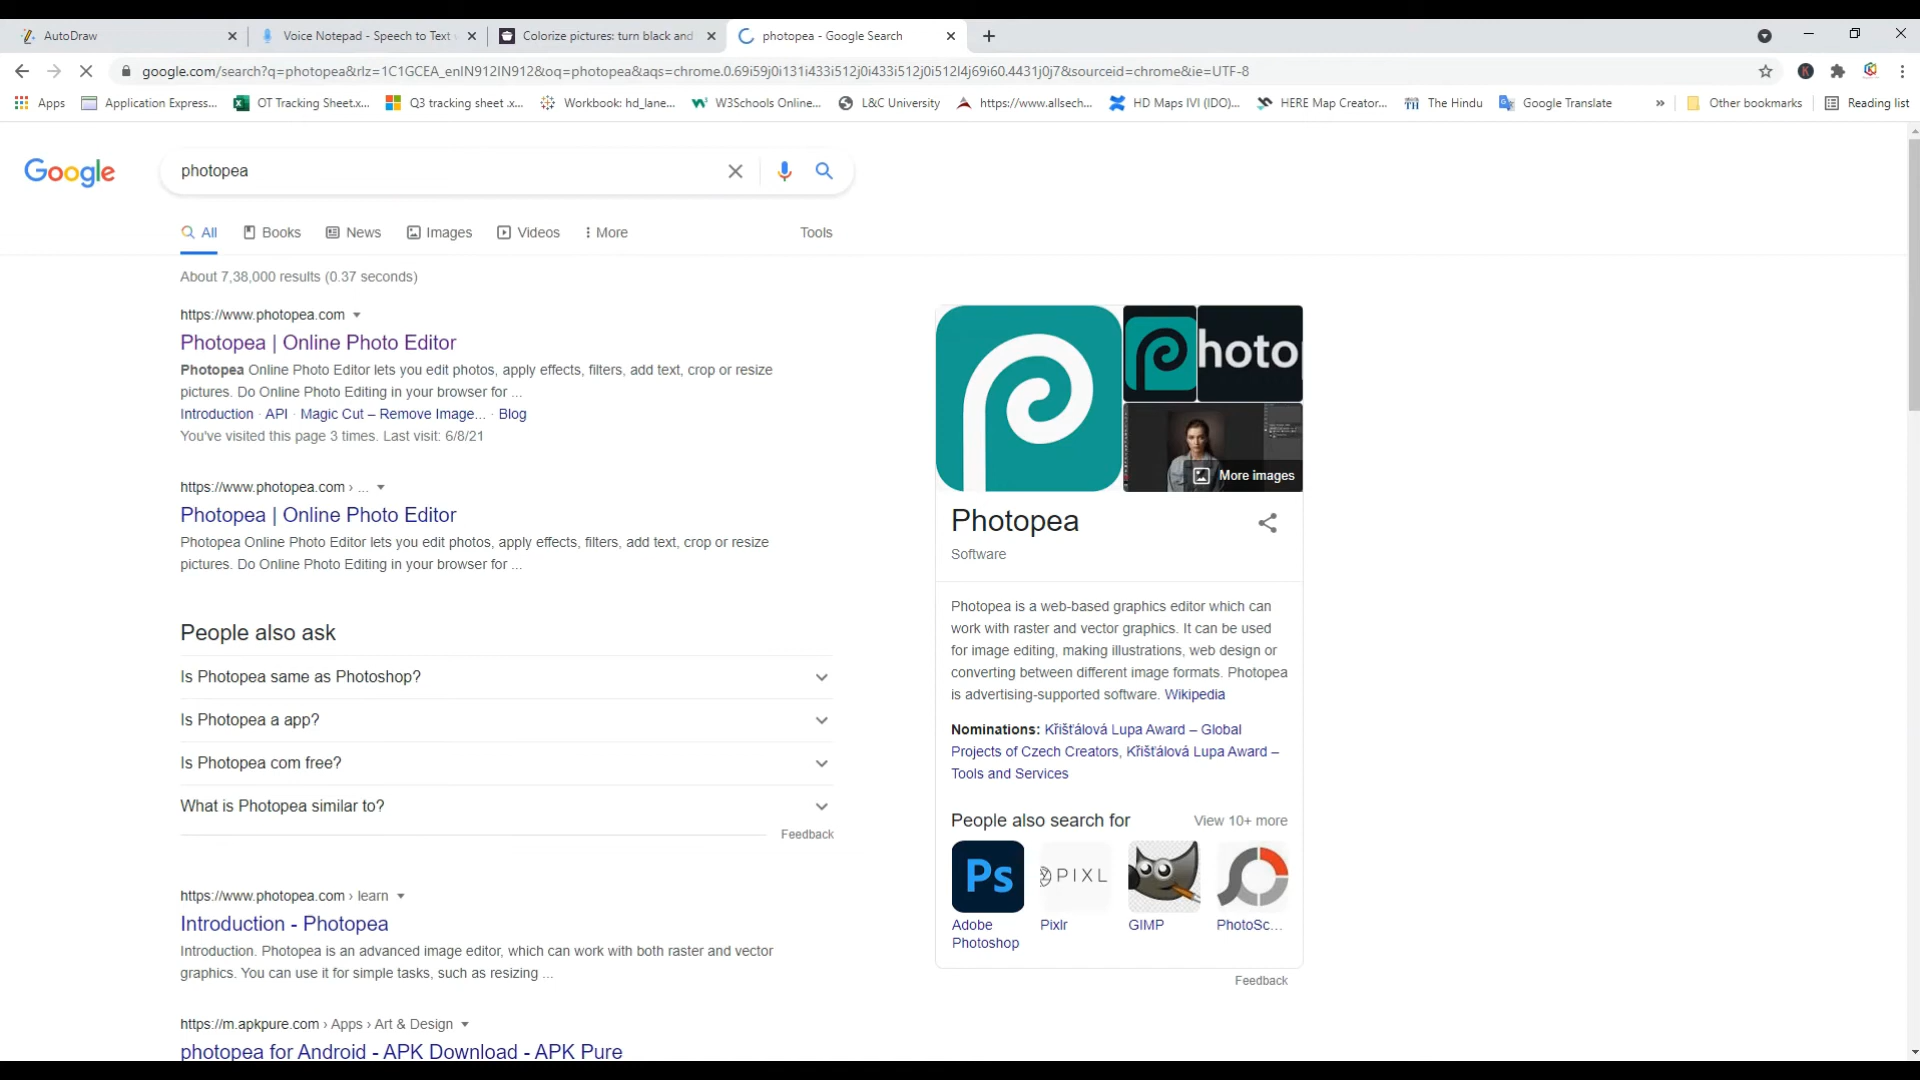 AutoDraw
Voice Notepad - Speech to Text
Colorize pictures: turn black and
photopea - Google Search
google.com/search?q=photopea&rlz=1C1GCEA_enIN912IN912&oq=photopea&aqs=chrome.0.69i59j0i131i433i512j0i433i512j0i512l4j69i60.4431j0j7&sourceid=chrome&ie=UTF-8
Apps Application Express... OT Tracking Sheet.x... Q3 tracking sheet .x... Workbook: hd_lane... W3Schools Online... L&C University https://www.allsech... HD Maps IVI (IDO)... HERE Map Creator... The Hindu Google Translate » Other bookmarks Reading list
Google
photopea
All Books News Images Videos More Tools
About 7,38,000 results (0.37 seconds)
https://www.photopea.com
Photopea | Online Photo Editor
Photopea Online Photo Editor lets you edit photos, apply effects, filters, add text, crop or resize
pictures. Do Online Photo Editing in your browser for ...
Introduction · API · Magic Cut – Remove Image... · Blog
You've visited this page 3 times. Last visit: 6/8/21
https://www.photopea.com › ...
Photopea | Online Photo Editor
Photopea Online Photo Editor lets you edit photos, apply effects, filters, add text, crop or resize
pictures. Do Online Photo Editing in your browser for ...
People also ask
Is Photopea same as Photoshop?
Is Photopea a app?
Is Photopea com free?
What is Photopea similar to?
Feedback
https://www.photopea.com › learn
Introduction - Photopea
Introduction. Photopea is an advanced image editor, which can work with both raster and vector
graphics. You can use it for simple tasks, such as resizing ...
https://m.apkpure.com › Apps › Art & Design
photopea for Android - APK Download - APK Pure
hoto
More images
Photopea
Software
Photopea is a web-based graphics editor which can
work with raster and vector graphics. It can be used
for image editing, making illustrations, web design or
converting between different image formats. Photopea
is advertising-supported software. Wikipedia
Nominations: Křišťálová Lupa Award – Global
Projects of Czech Creators, Křišťálová Lupa Award –
Tools and Services
People also search for View 10+ more
Ps
PIXL
Adobe
Photoshop
Pixlr
GIMP
PhotoSc...
Feedback